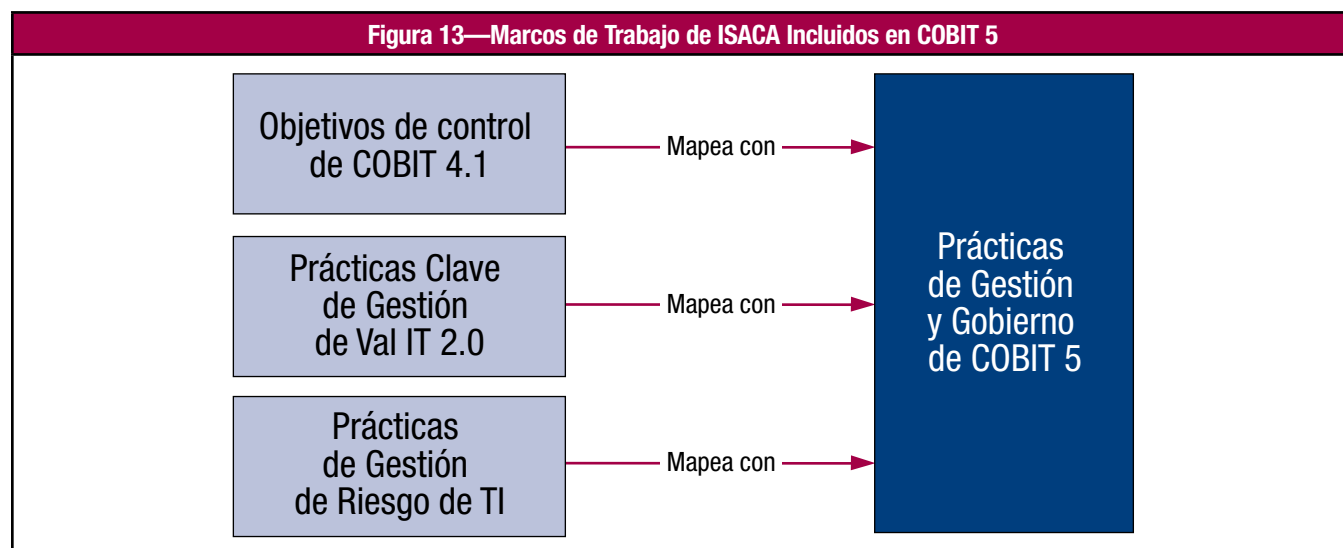 Figura 13—Marcos de Trabajo de ISACA Incluidos en COBIT 5
Objetivos de control
de COBIT 4.1
Mapea con
Prácticas Clave
de Gestión
de Val IT 2.0
Mapea con
Prácticas
de Gestión
de Riesgo de TI
Mapea con
Prácticas
de Gestión
y Gobierno
de COBIT 5